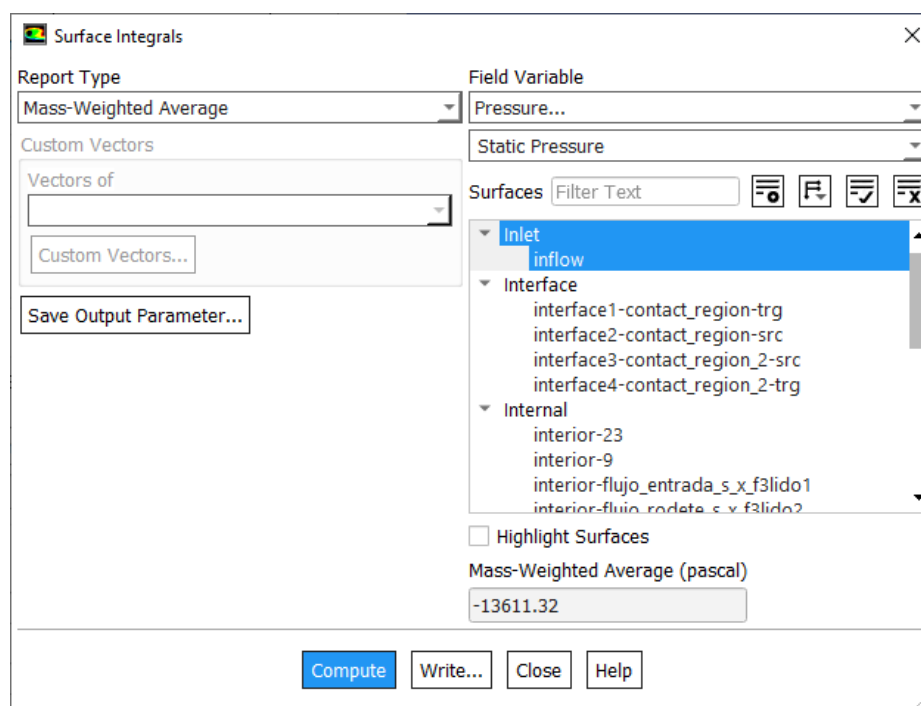 Surface Integrals
Report Type
Mass-Weighted Average
Custom Vectors
Vectors of
Custom Vectors...
Save Output Parameter...
Field Variable
Pressure...
Static Pressure
Surfaces Filter Text
Inlet
inflow
Interface
interface1-contact_region-trg
interface2-contact_region-src
interface3-contact_region_2-src
interface4-contact_region_2-trg
Internal
interior-23
interior-9
interior-flujo_entrada_s_x_f3lido1
interior-flujo_rodete_s_x_f3lido2
Highlight Surfaces
Mass-Weighted Average (pascal)
-13611.32
Compute Write... Close Help